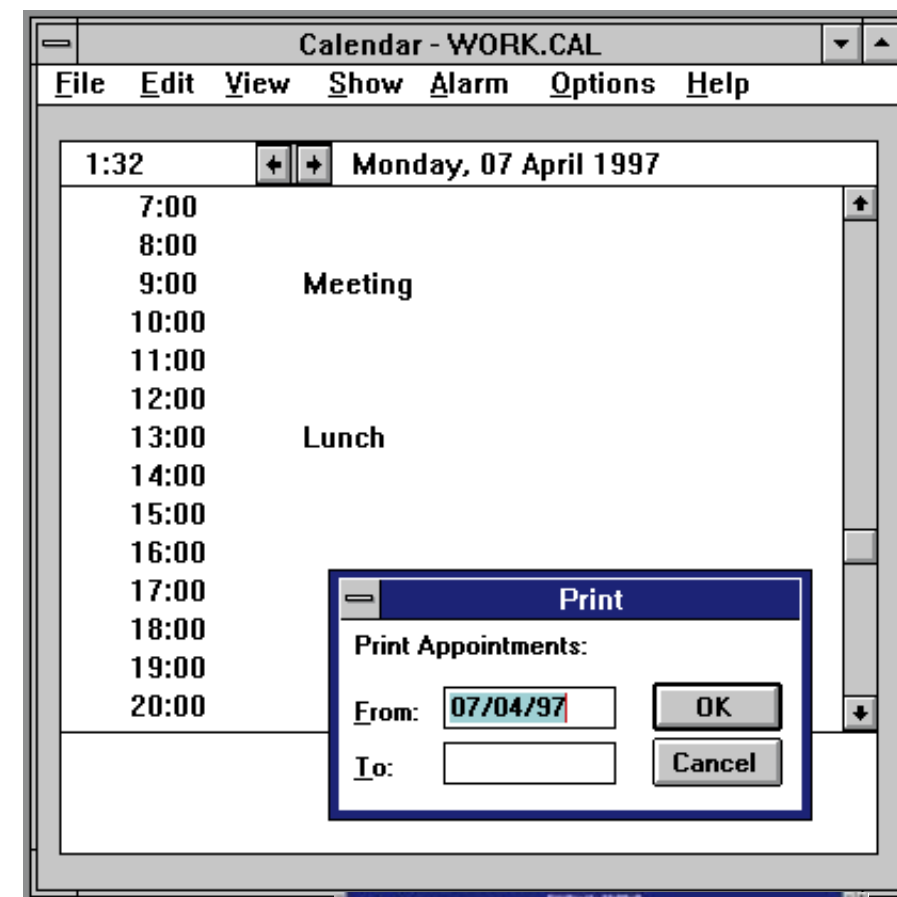 Calendar - WORK.CAL
File Edit View Show Alarm Options Help
1:32 Monday, 07 April 1997
7:00
8:00
9:00 Meeting
10:00
11:00
12:00
13:00 Lunch
14:00
15:00
16:00
17:00
18:00
19:00
20:00
Print
Print Appointments:
From: 07/04/97 OK
To: Cancel